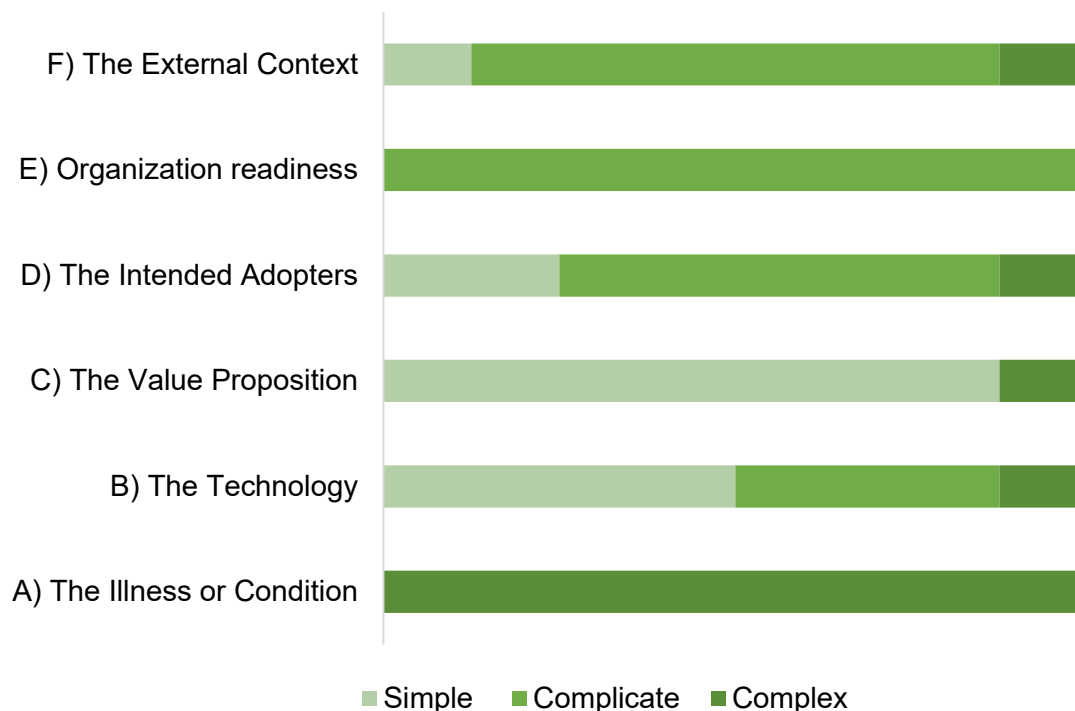 F) The External Context
E) Organization readiness
D) The Intended Adopters
C) The Value Proposition
B) The Technology
A) The Illness or Condition
Simple Complicate Complex